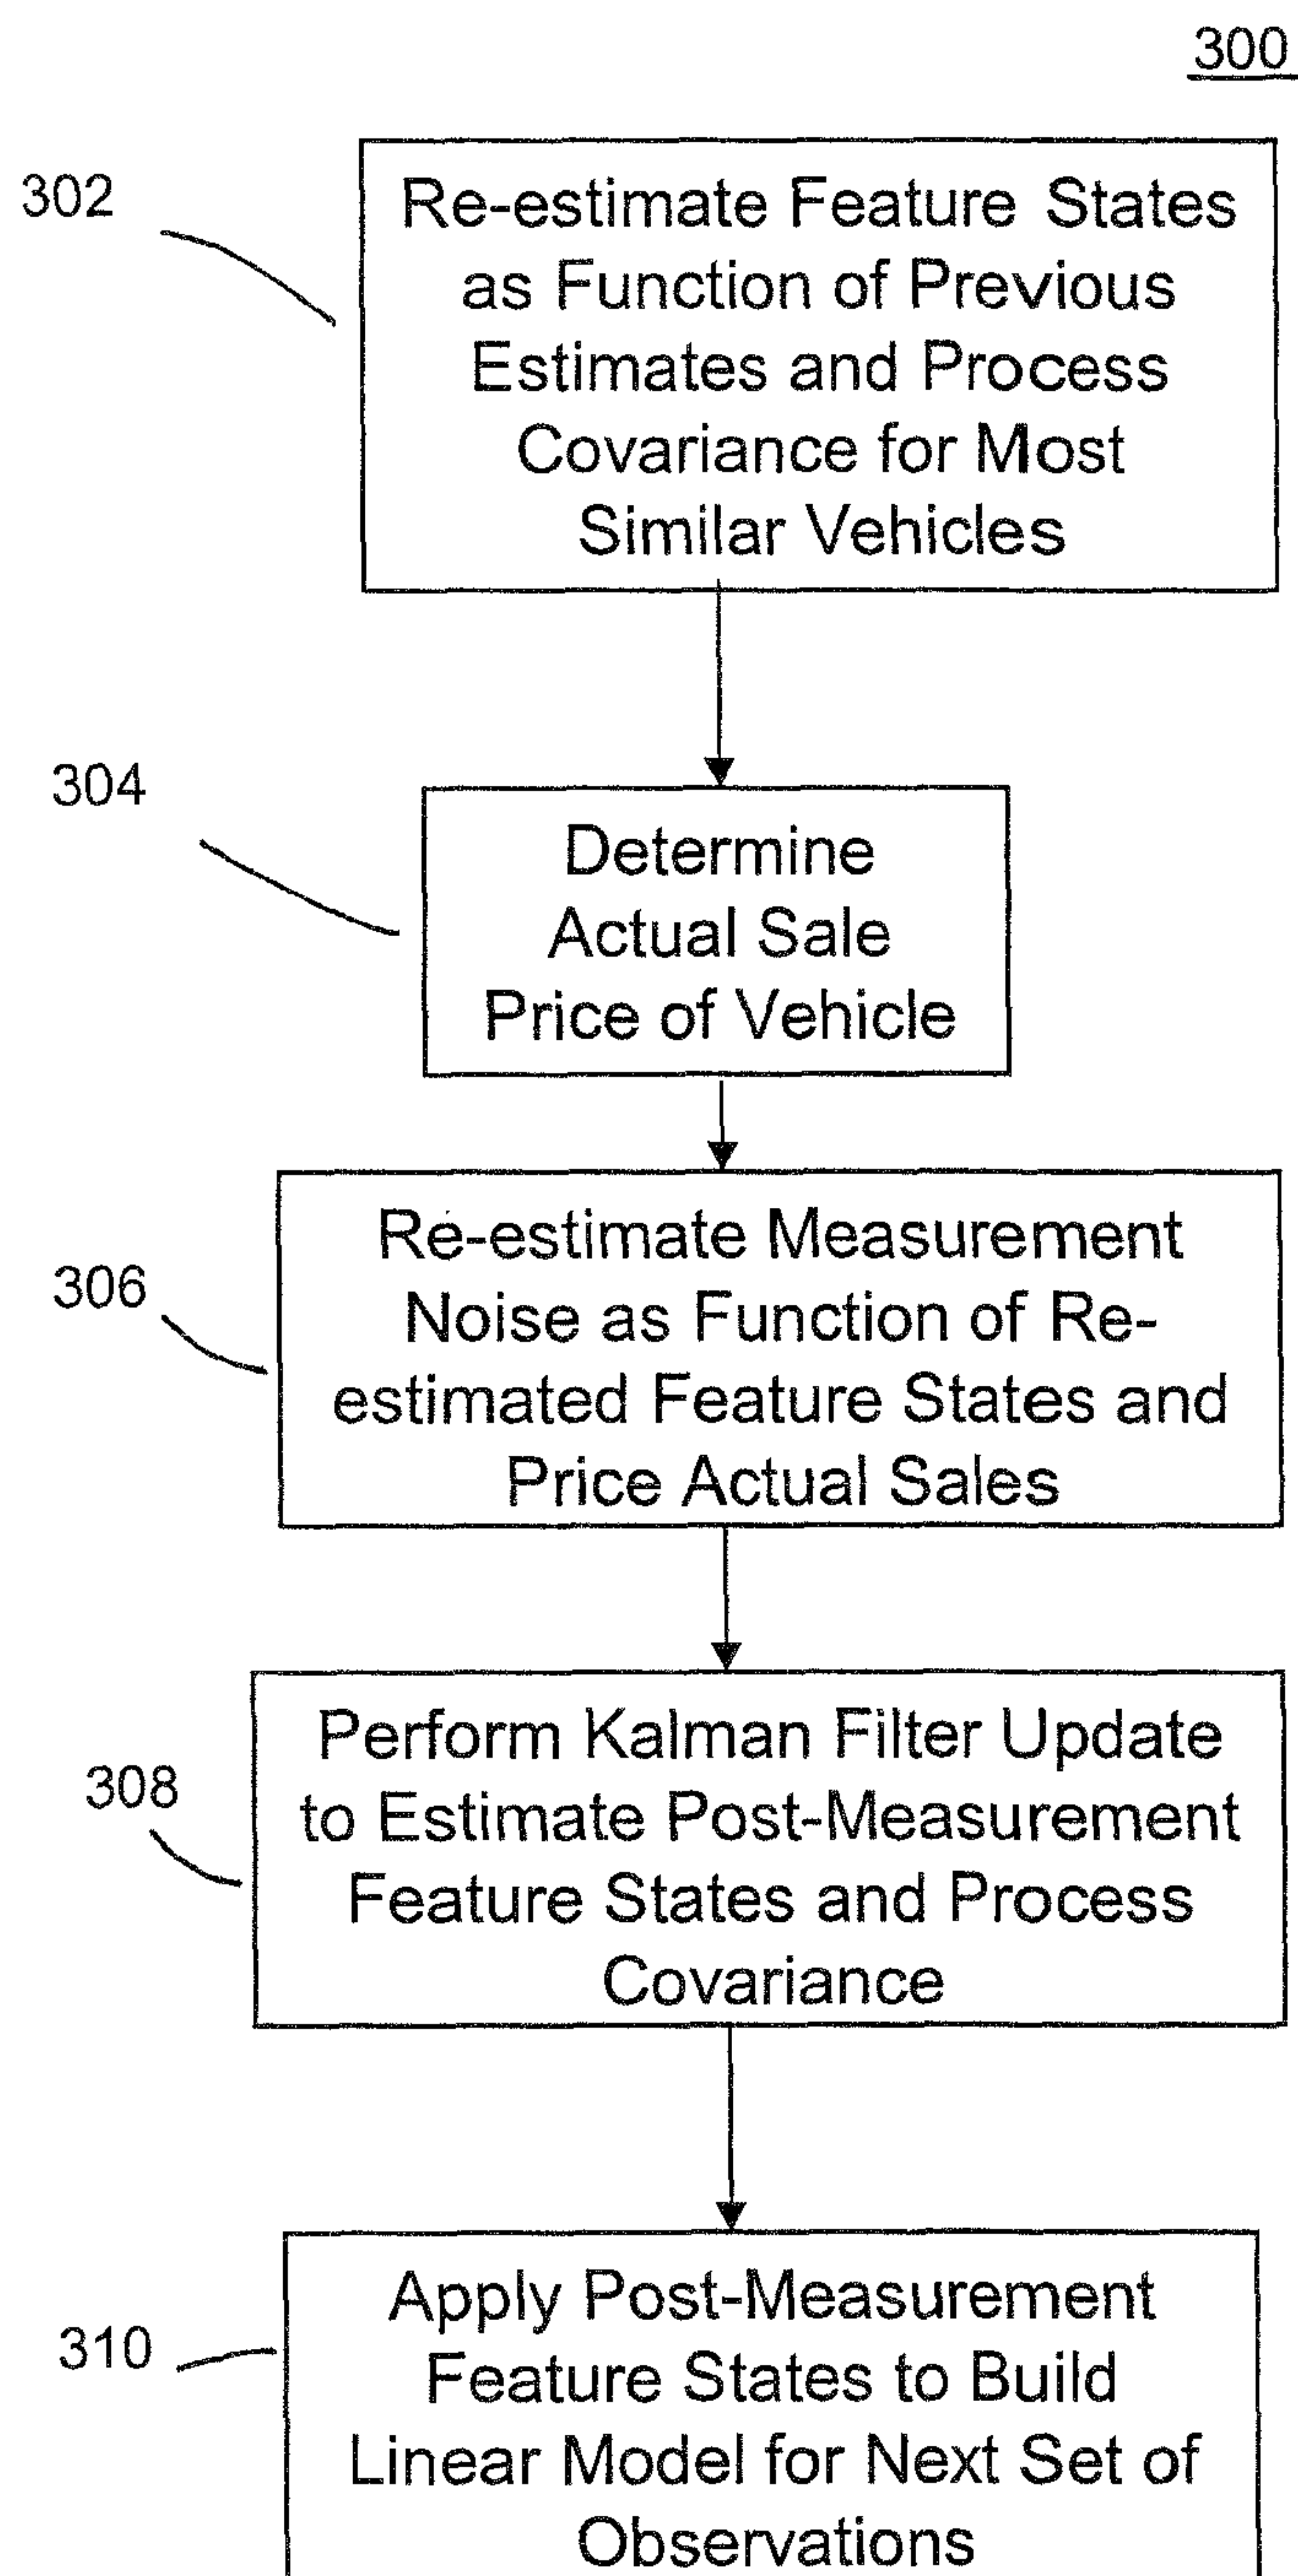 300
302
Re-estimate Feature States
as Function of Previous
Estimates and Process
Covariance for Most
Similar Vehicles
304
Determine
Actual Sale
Price of Vehicle
306
Re-estimate Measurement
Noise as Function of Re-
estimated Feature States and
Price Actual Sales
308
Perform Kalman Filter Update
to Estimate Post-Measurement
Feature States and Process
Covariance
310
Apply Post-Measurement
Feature States to Build
Linear Model for Next Set of
Observations